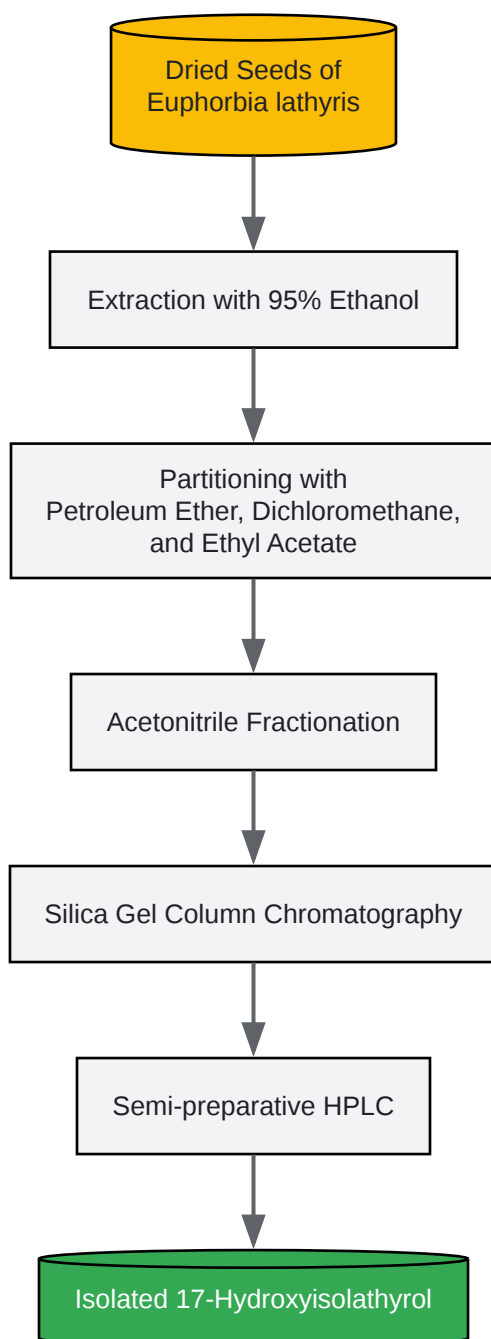 Dried Seeds of
Euphorbia lathyris
Extraction with 95% Ethanol
Partitioning with
Petroleum Ether, Dichloromethane,
and Ethyl Acetate
Acetonitrile Fractionation
Silica Gel Column Chromatography
Semi-preparative HPLC
Isolated 17-Hydroxyisolathyrol